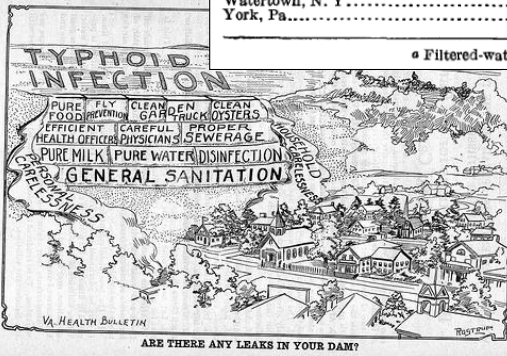 Watertown, N. Y
York, Pa
a Filtered-wat
TYPHOID
INFECTION
PURE FOOD
FLY PREVENTION
CLEAN GARDEN TRUCK
CLEAN OYSTERS
EFFICIENT HEALTH OFFICERS
CAREFUL PHYSICIANS
PROPER SEWERAGE
PURE MILK
PURE WATER
DISINFECTION
GENERAL SANITATION
PERSONAL CARELESSNESS
HOUSEHOLD CARELESSNESS
VA. HEALTH BULLETIN
ROSTRUP
ARE THERE ANY LEAKS IN YOUR DAM?